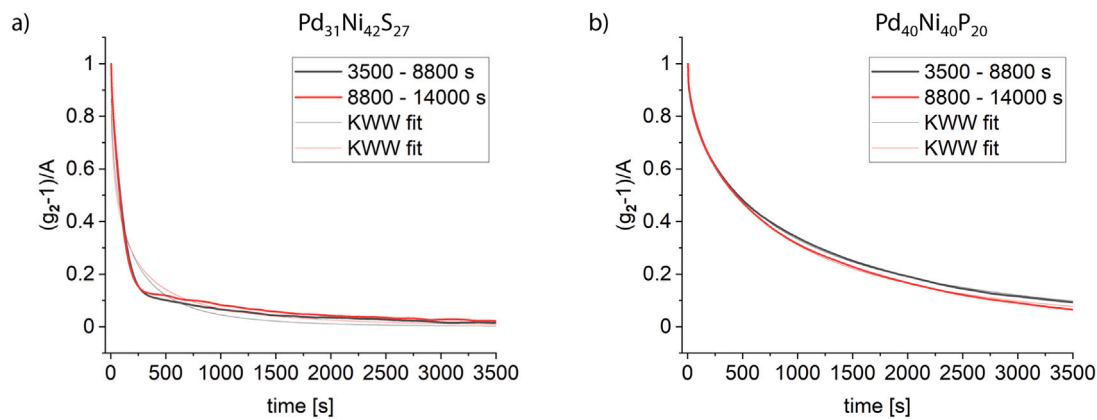 a)
Pd₃₁Ni₄₂S₂₇
3500 - 8800 s
8800 - 14000 s
KWW fit
KWW fit
(g₂-1)/A
1
0.8
0.6
0.4
0.2
0
0 500 1000 1500 2000 2500 3000 3500
time [s]
b)
Pd₄₀Ni₄₀P₂₀
3500 - 8800 s
8800 - 14000 s
KWW fit
KWW fit
(g₂-1)/A
1
0.8
0.6
0.4
0.2
0
0 500 1000 1500 2000 2500 3000 3500
time [s]